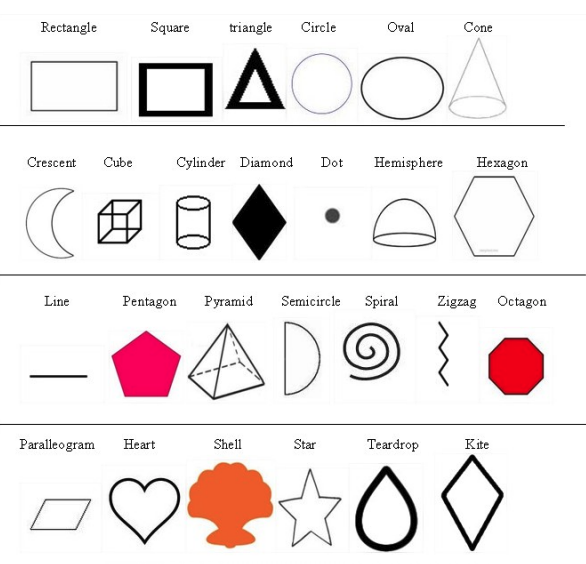 Rectangle Square triangle Circle Oval Cone
Crescent Cube Cylinder Diamond Dot Hemisphere Hexagon
Line Pentagon Pyramid Semicircle Spiral Zigzag Octagon
Paralleogram Heart Shell Star Teardrop Kite